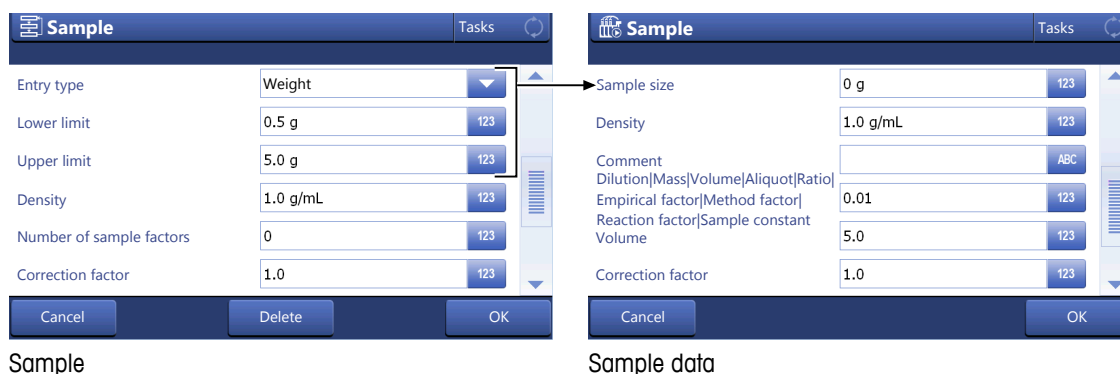 Sample
Tasks
Entry type
Weight
Lower limit
0.5 g
123
Upper limit
5.0 g
123
Density
1.0 g/mL
123
Number of sample factors
0
123
Correction factor
1.0
123
Cancel
Delete
OK
Sample
Sample
Tasks
Sample size
0 g
123
Density
1.0 g/mL
123
Comment
ABC
Dilution|Mass|Volume|Aliquot|Ratio|
Empirical factor|Method factor|
Reaction factor|Sample constant
0.01
123
Volume
5.0
123
Correction factor
1.0
123
Cancel
OK
Sample data